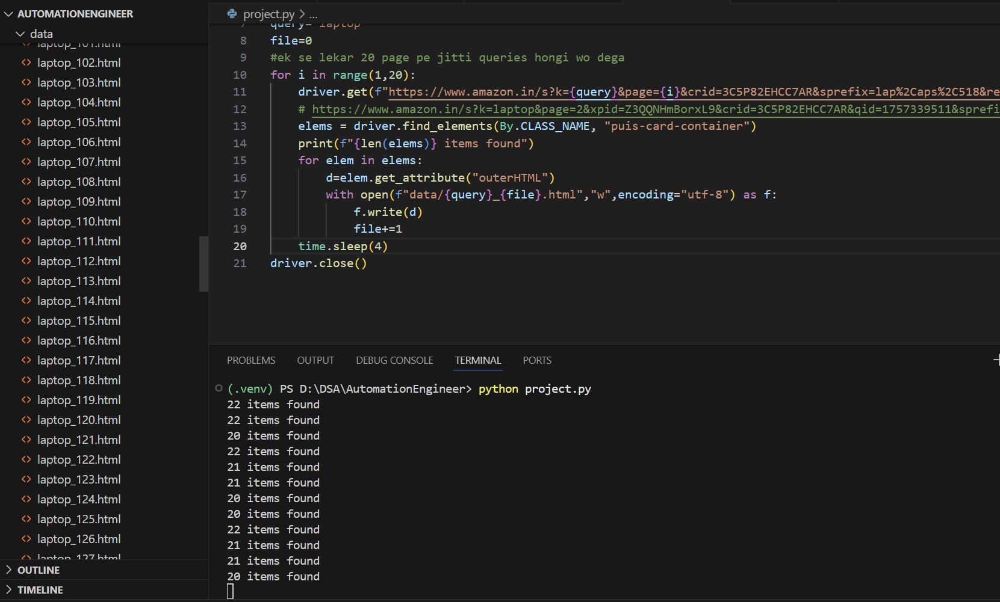 AUTOMATIONENGINEER
data
laptop_101.html
laptop_102.html
laptop_103.html
laptop_104.html
laptop_105.html
laptop_106.html
laptop_107.html
laptop_108.html
laptop_109.html
laptop_110.html
laptop_111.html
laptop_112.html
laptop_113.html
laptop_114.html
laptop_115.html
laptop_116.html
laptop_117.html
laptop_118.html
laptop_119.html
laptop_120.html
laptop_121.html
laptop_122.html
laptop_123.html
laptop_124.html
laptop_125.html
laptop_126.html
laptop_127.html
OUTLINE
TIMELINE
project.py > ...
7 query="laptop"
8 file=0
9 #ek se lekar 20 page pe jitti queries hongi wo dega
10 for i in range(1,20):
11 driver.get(f"https://www.amazon.in/s?k={query}&page={i}&crid=3C5P82EHCC7AR&sprefix=lap%2Caps%2C518&re
12 # https://www.amazon.in/s?k=laptop&page=2&xpid=Z3QQNHmBorxL9&crid=3C5P82EHCC7AR&qid=1757339511&sprefi
13 elems = driver.find_elements(By.CLASS_NAME, "puis-card-container")
14 print(f"{len(elems)} items found")
15 for elem in elems:
16 d=elem.get_attribute("outerHTML")
17 with open(f"data/{query}_{file}.html","w",encoding="utf-8") as f:
18 f.write(d)
19 file+=1
20 time.sleep(4)
21 driver.close()
PROBLEMS OUTPUT DEBUG CONSOLE TERMINAL PORTS
(.venv) PS D:\DSA\AutomationEngineer> python project.py
22 items found
22 items found
20 items found
22 items found
21 items found
21 items found
20 items found
20 items found
22 items found
21 items found
21 items found
20 items found